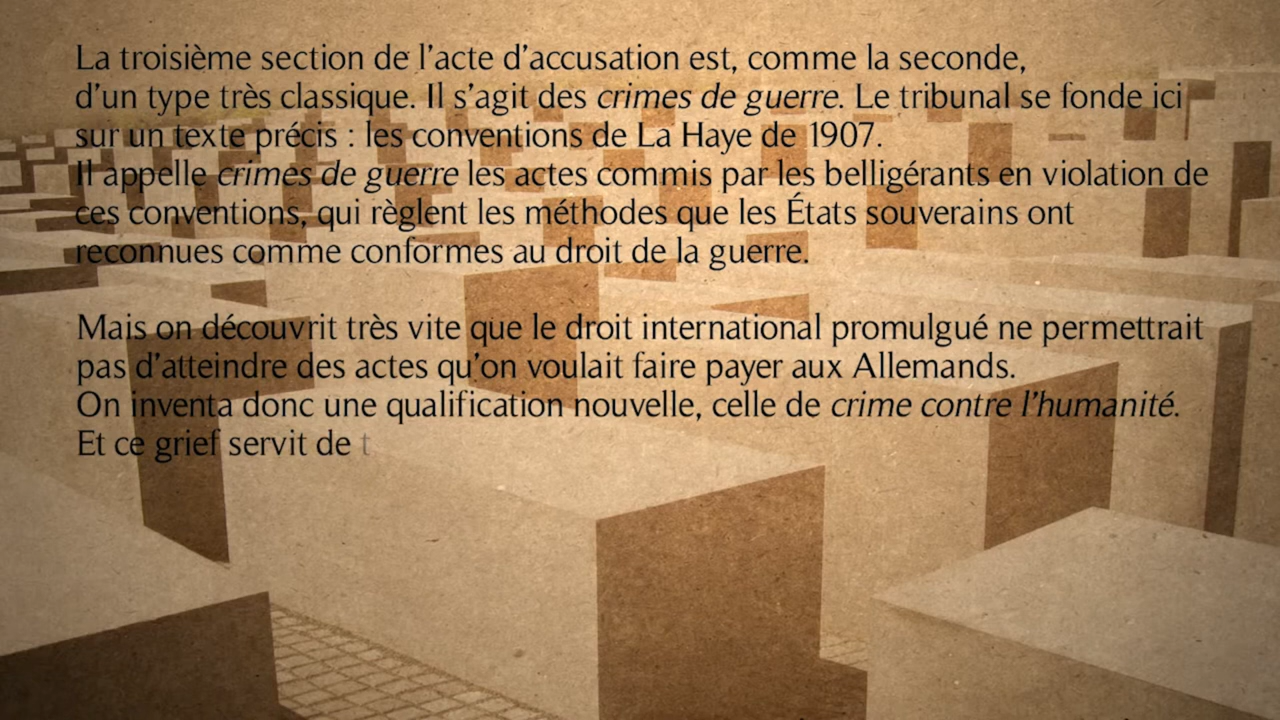 La troisième section de l'acte d'accusation est, comme la seconde,
d'un type très classique. Il s'agit des crimes de guerre. Le tribunal se fonde ici
sur un texte précis : les conventions de La Haye de 1907.
Il appelle crimes de guerre les actes commis par les belligérants en violation de
ces conventions, qui règlent les méthodes que les États souverains ont
reconnues comme conformes au droit de la guerre.
Mais on découvrit très vite que le droit international promulgué ne permettrait
pas d'atteindre des actes qu'on voulait faire payer aux Allemands.
On inventa donc une qualification nouvelle, celle de crime contre l'humanité.
Et ce grief servit de t